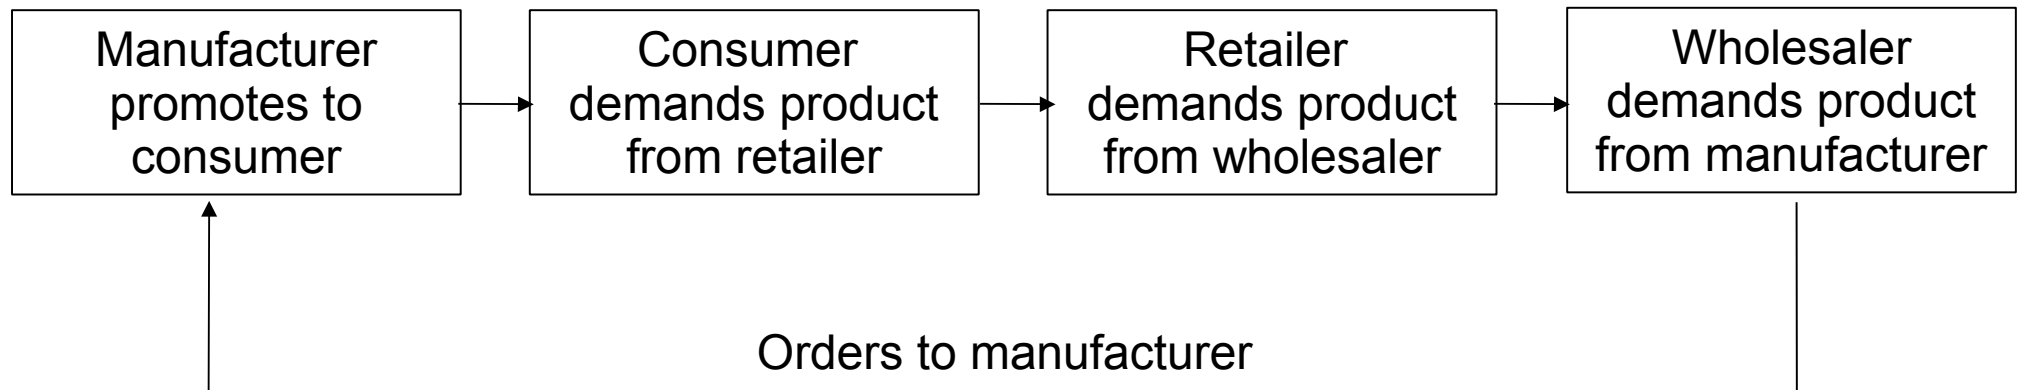 Manufacturer
promotes to
consumer
Consumer
demands product
from retailer
Retailer
demands product
from wholesaler
Wholesaler
demands product
from manufacturer
Orders to manufacturer